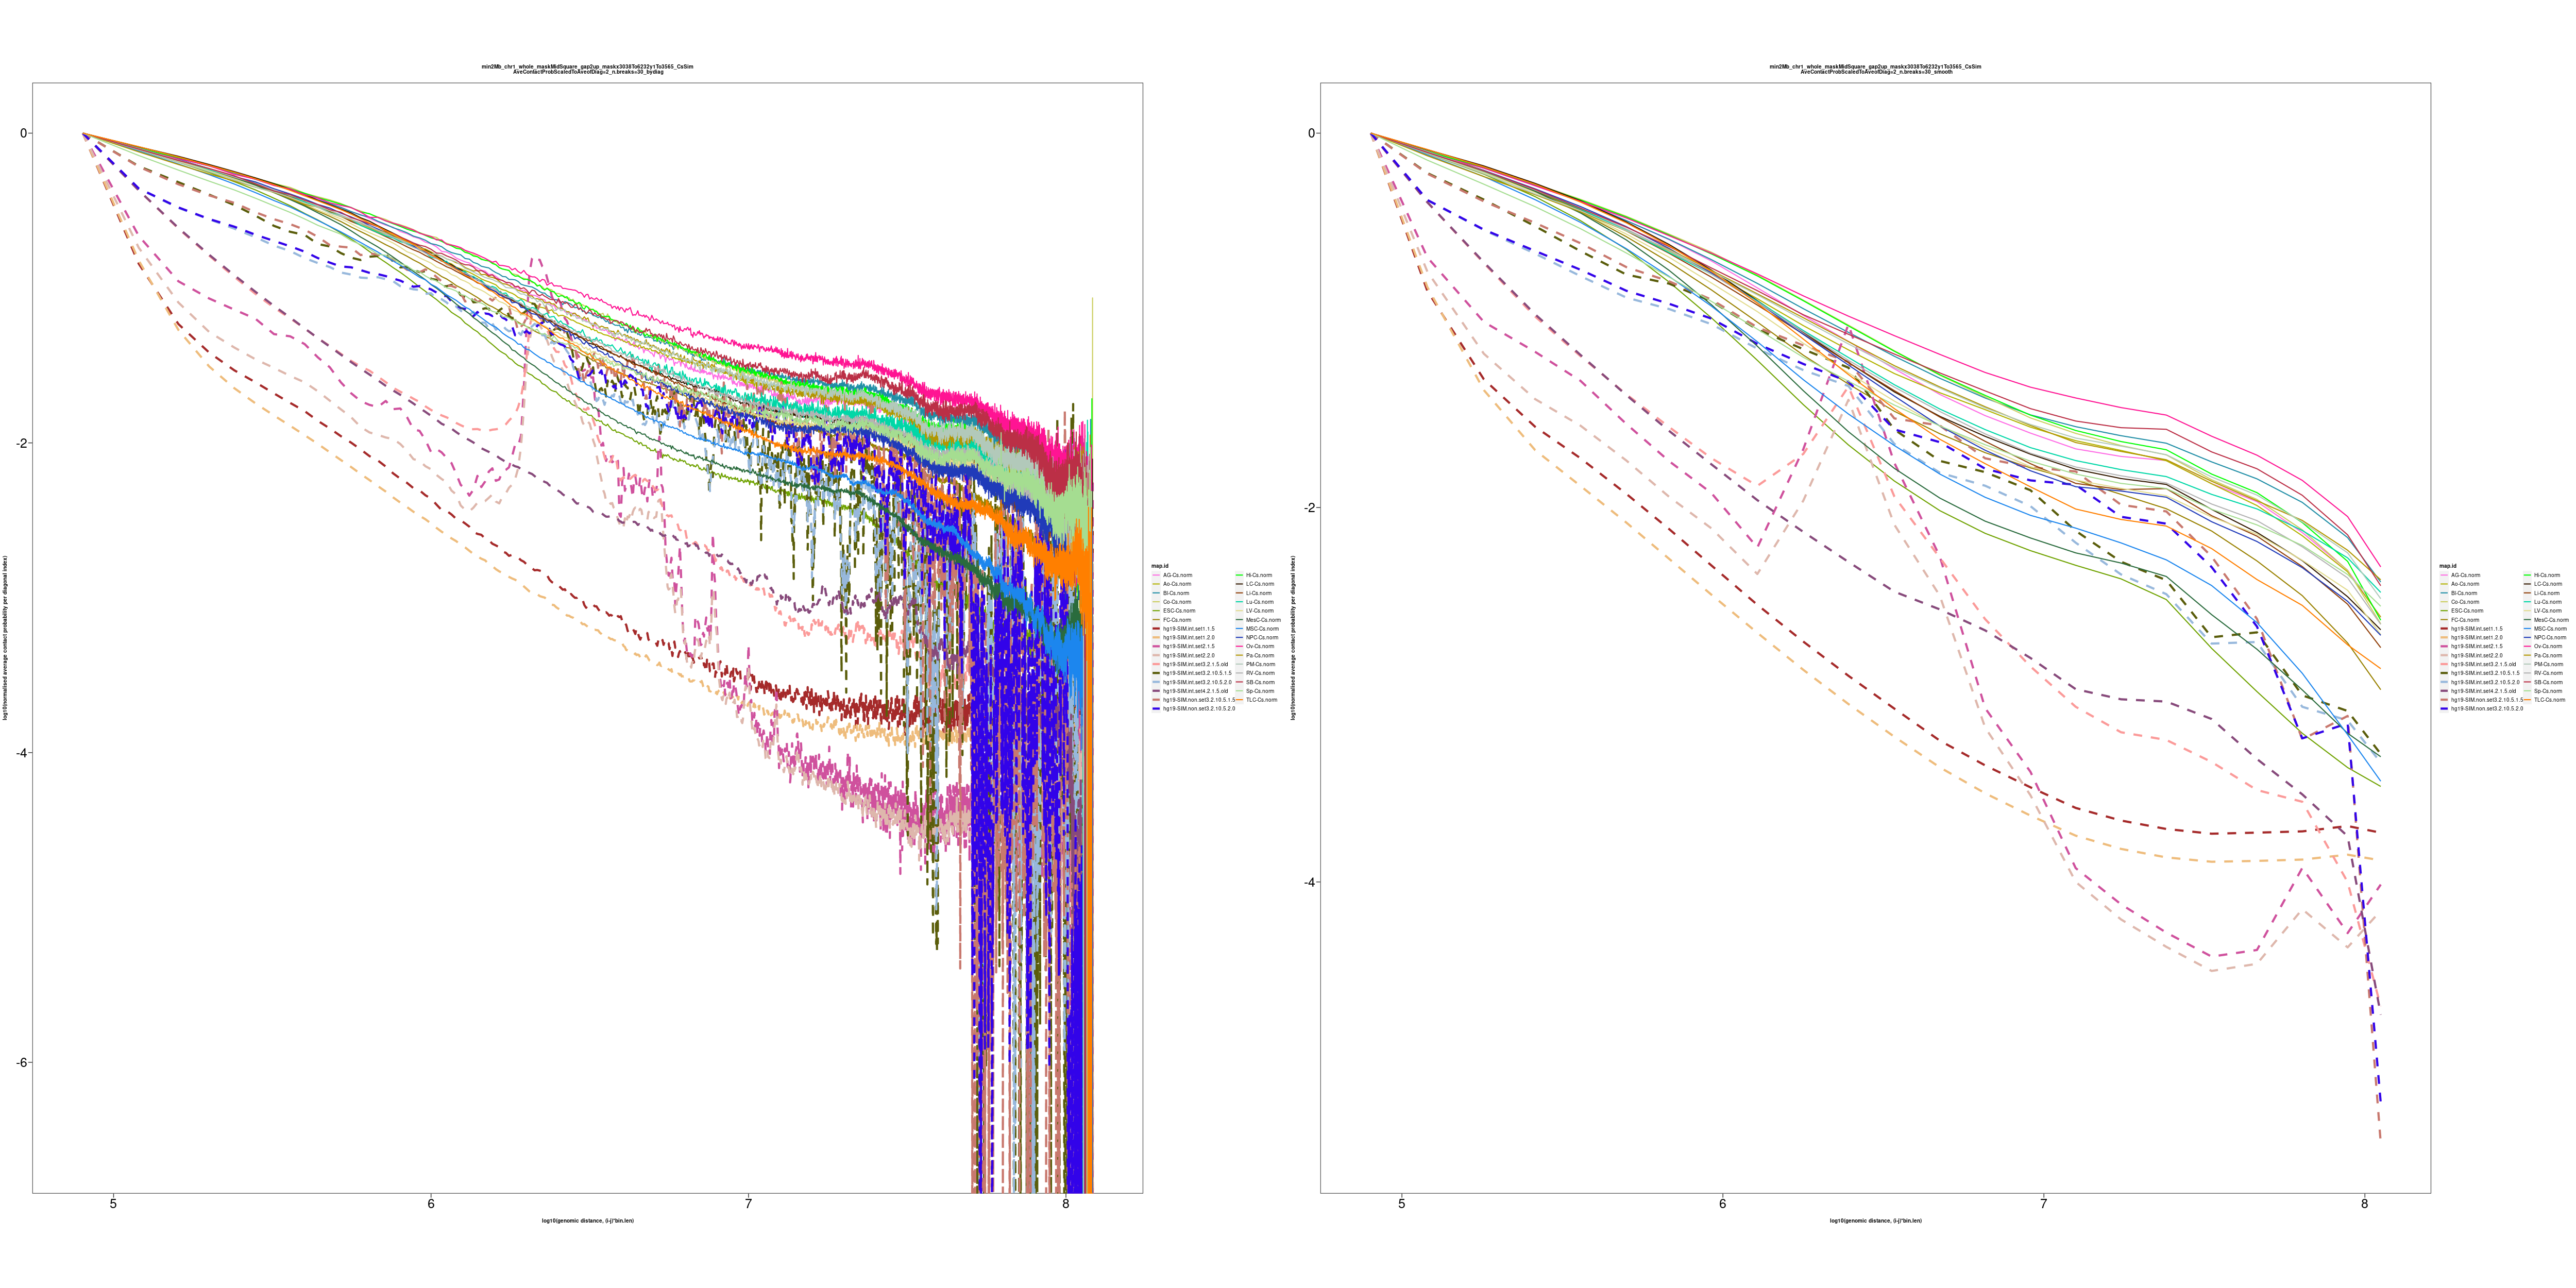 min2Mb_chr1_whole_maskMidSquare_gap2up_maskx3038To6232y1To3565_CsSim
AveContactProbScaledToAveofDiag=2_n.breaks=30_bydiag
0
-2
-4
-6
5
6
7
8
log10(normalised average contact probability per diagonal index)
log10(genomic distance, (i-j)*bin.len)
map.id
AG-Cs.norm
Ao-Cs.norm
Bl-Cs.norm
Co-Cs.norm
ESC-Cs.norm
FC-Cs.norm
hg19-SIM.int.set1.1.5
hg19-SIM.int.set1.2.0
hg19-SIM.int.set2.1.5
hg19-SIM.int.set2.2.0
hg19-SIM.int.set3.2.1.5.old
hg19-SIM.int.set3.2.10.5.1.5
hg19-SIM.int.set3.2.10.5.2.0
hg19-SIM.int.set4.2.1.5.old
hg19-SIM.non.set3.2.10.5.1.5
hg19-SIM.non.set3.2.10.5.2.0
Hi-Cs.norm
LC-Cs.norm
Li-Cs.norm
Lu-Cs.norm
LV-Cs.norm
MesC-Cs.norm
MSC-Cs.norm
NPC-Cs.norm
Ov-Cs.norm
Pa-Cs.norm
PM-Cs.norm
RV-Cs.norm
SB-Cs.norm
Sp-Cs.norm
TLC-Cs.norm
min2Mb_chr1_whole_maskMidSquare_gap2up_maskx3038To6232y1To3565_CsSim
AveContactProbScaledToAveofDiag=2_n.breaks=30_smooth
0
-2
-4
5
6
7
8
log10(normalised average contact probability per diagonal index)
log10(genomic distance, (i-j)*bin.len)
map.id
AG-Cs.norm
Ao-Cs.norm
Bl-Cs.norm
Co-Cs.norm
ESC-Cs.norm
FC-Cs.norm
hg19-SIM.int.set1.1.5
hg19-SIM.int.set1.2.0
hg19-SIM.int.set2.1.5
hg19-SIM.int.set2.2.0
hg19-SIM.int.set3.2.1.5.old
hg19-SIM.int.set3.2.10.5.1.5
hg19-SIM.int.set3.2.10.5.2.0
hg19-SIM.int.set4.2.1.5.old
hg19-SIM.non.set3.2.10.5.1.5
hg19-SIM.non.set3.2.10.5.2.0
Hi-Cs.norm
LC-Cs.norm
Li-Cs.norm
Lu-Cs.norm
LV-Cs.norm
MesC-Cs.norm
MSC-Cs.norm
NPC-Cs.norm
Ov-Cs.norm
Pa-Cs.norm
PM-Cs.norm
RV-Cs.norm
SB-Cs.norm
Sp-Cs.norm
TLC-Cs.norm